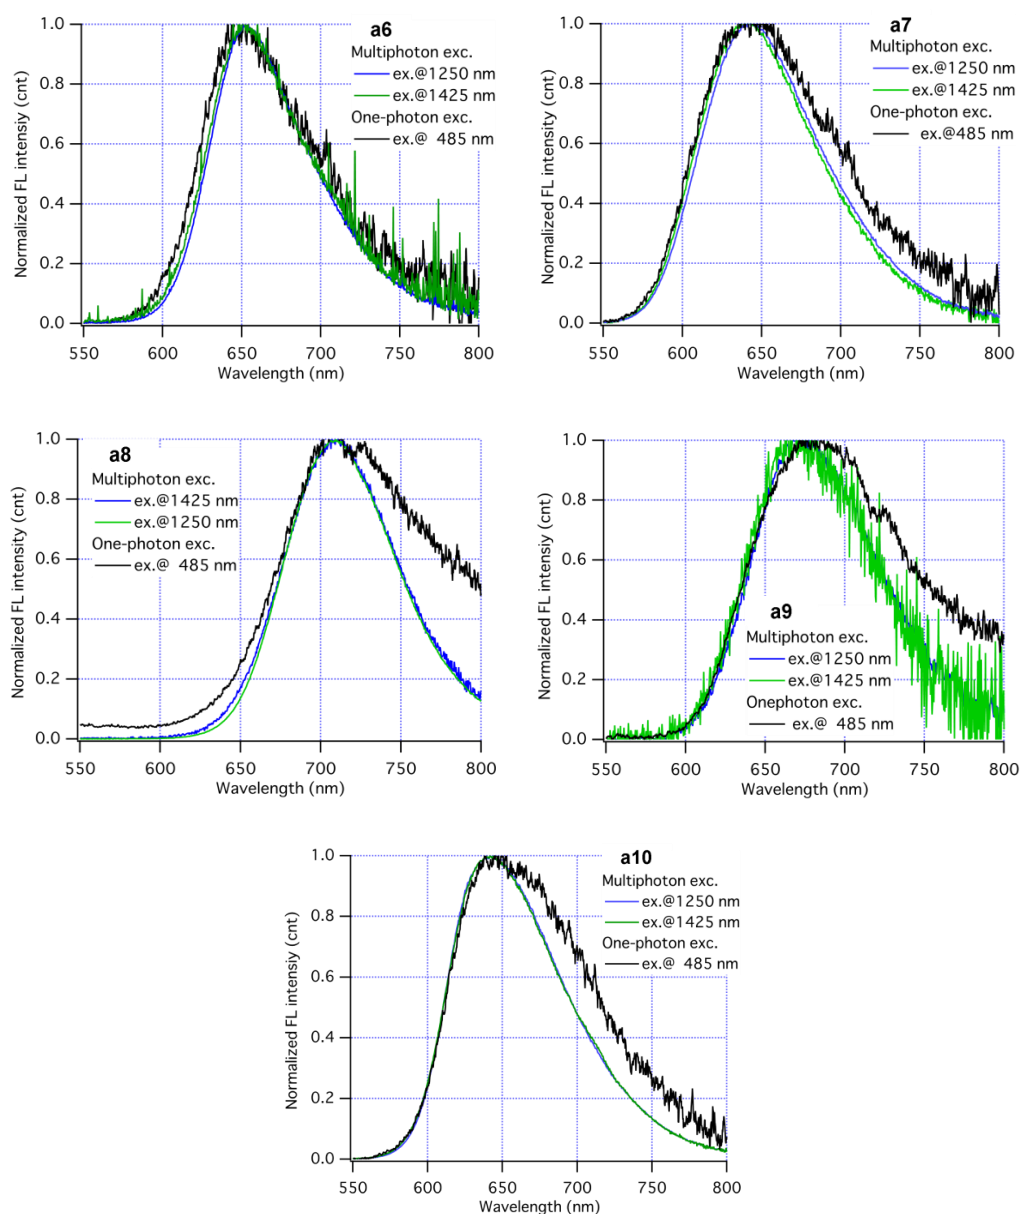 a6
Multiphoton exc.
ex.@1250 nm
ex.@1425 nm
One-photon exc.
ex.@ 485 nm
Normalized FL intensiy (cnt)
1.0
0.8
0.6
0.4
0.2
0.0
550 600 650 700 750 800
Wavelength (nm)
a7
Multiphoton exc.
ex.@1250 nm
ex.@1425 nm
One-photon exc.
ex.@485 nm
Normalized FL intensiy (cnt)
1.0
0.8
0.6
0.4
0.2
0.0
550 600 650 700 750 800
Wavelength (nm)
a8
Multiphoton exc.
ex.@1425 nm
ex.@1250 nm
One-photon exc.
ex.@ 485 nm
Normalized FL intensiy (cnt)
1.0
0.8
0.6
0.4
0.2
0.0
550 600 650 700 750 800
Wavelength (nm)
a9
Multiphoton exc.
ex.@1250 nm
ex.@1425 nm
Onephoton exc.
ex.@ 485 nm
Normalized FL intensiy (cnt)
1.0
0.8
0.6
0.4
0.2
0.0
550 600 650 700 750 800
Wavelength (nm)
a10
Multiphoton exc.
ex.@1250 nm
ex.@1425 nm
One-photon exc.
ex.@ 485 nm
Normalized FL intensiy (cnt)
1.0
0.8
0.6
0.4
0.2
0.0
550 600 650 700 750 800
Wavelength (nm)